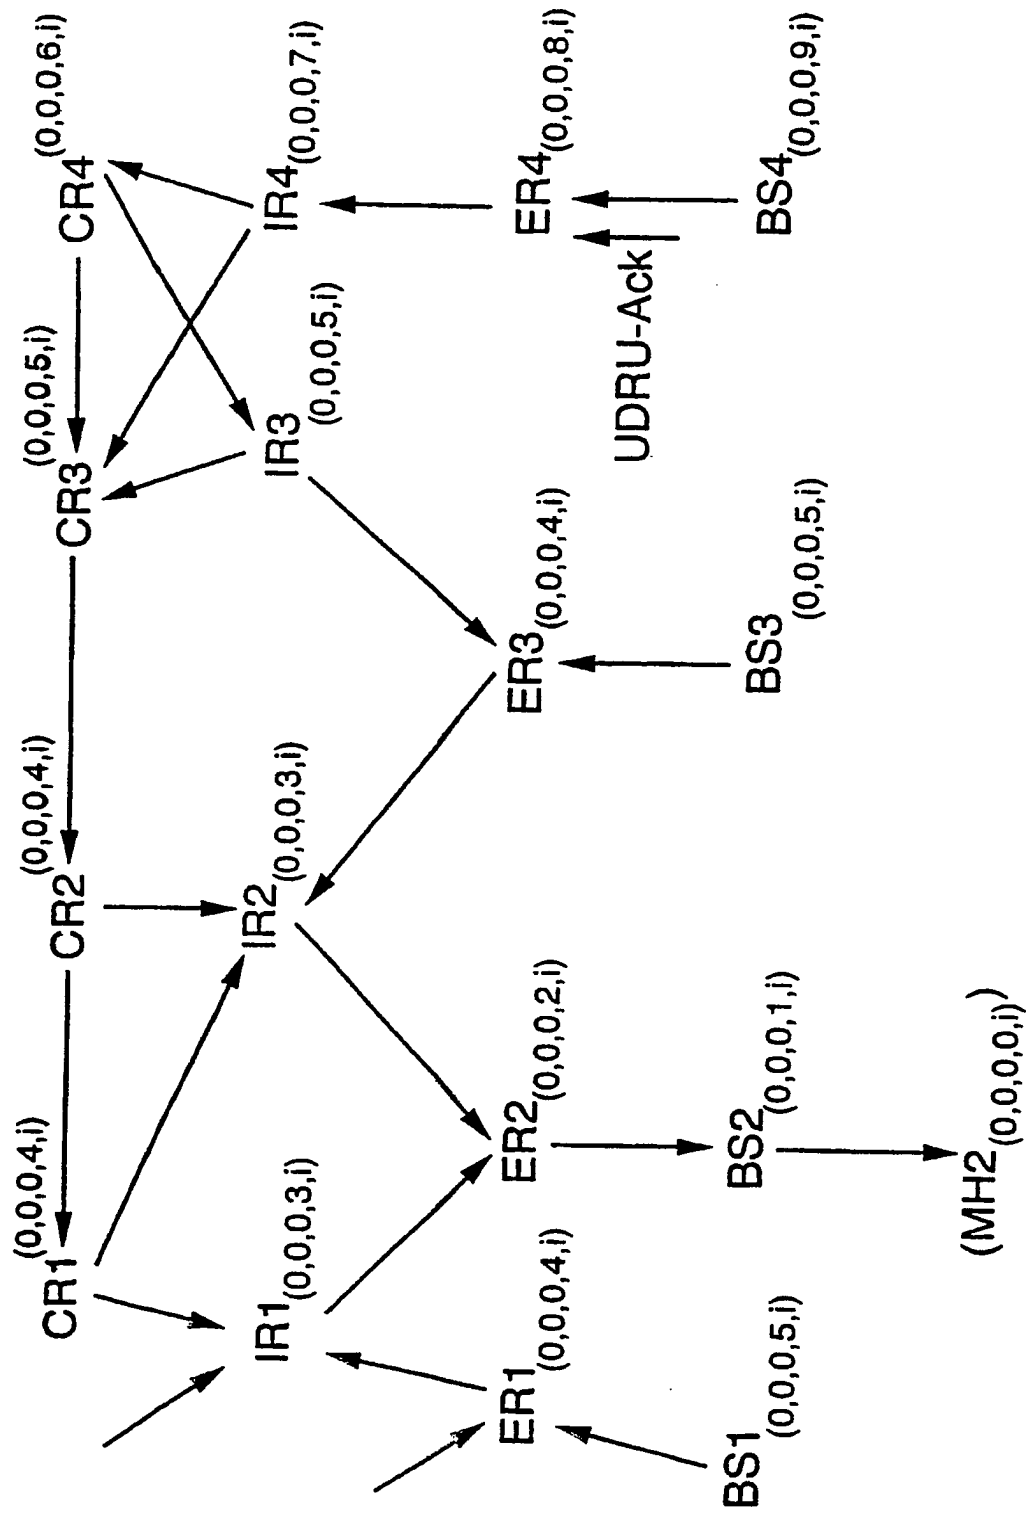 CR1 (0,0,0,4,i)
CR2 (0,0,0,4,i)
CR3 (0,0,0,5,i)
CR4 (0,0,0,6,i)
IR1 (0,0,0,3,i)
IR2 (0,0,0,3,i)
IR3 (0,0,0,5,i)
IR4 (0,0,0,7,i)
ER1 (0,0,0,4,i)
ER2 (0,0,0,2,i)
ER3 (0,0,0,4,i)
ER4 (0,0,0,8,i)
UDRU-Ack
BS1 (0,0,0,5,i)
BS2 (0,0,0,1,i)
BS3 (0,0,0,5,i)
BS4 (0,0,0,9,i)
(MH2 (0,0,0,0,i))